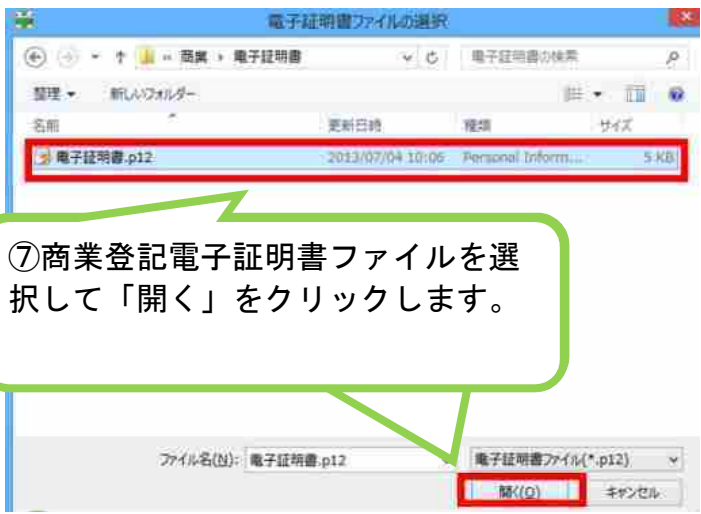 電子証明書ファイルの選択
商業 電子証明書 電子証明書の検索
整理 新しいフォルダー
名前 更新日時 種類 サイズ
電子証明書.p12 2013/07/04 10:06 Personal Inform... 5 KB
⑦商業登記電子証明書ファイルを選
択して「開く」をクリックします。
ファイル名(N): 電子証明書.p12 電子証明書ファイル(*.p12)
開く(O) キャンセル